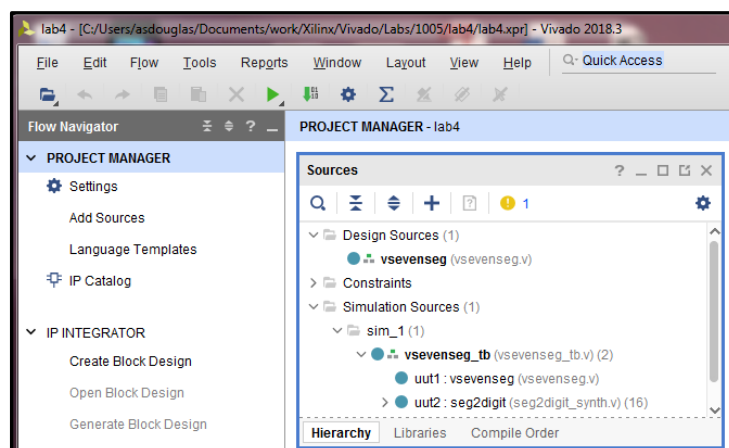 lab4 - [C:/Users/asdouglas/Documents/work/Xilinx/Vivado/Labs/1005/lab4/lab4.xpr] - Vivado 2018.3
File Edit Flow Tools Reports Window Layout View Help Quick Access
Flow Navigator
PROJECT MANAGER - lab4
PROJECT MANAGER
Settings
Add Sources
Language Templates
IP Catalog
IP INTEGRATOR
Create Block Design
Open Block Design
Generate Block Design
Sources
1
Design Sources (1)
vsevenseg (vsevenseg.v)
Constraints
Simulation Sources (1)
sim_1 (1)
vsevenseg_tb (vsevenseg_tb.v) (2)
uut1 : vsevenseg (vsevenseg.v)
uut2 : seg2digit (seg2digit_synth.v) (16)
Hierarchy Libraries Compile Order